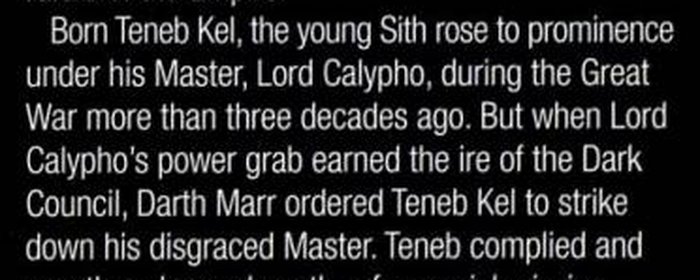 Born Teneb Kel, the young Sith rose to prominence
under his Master, Lord Calypho, during the Great
War more than three decades ago. But when Lord
Calypho's power grab earned the ire of the Dark
Council, Darth Marr ordered Teneb Kel to strike
down his disgraced Master. Teneb complied and